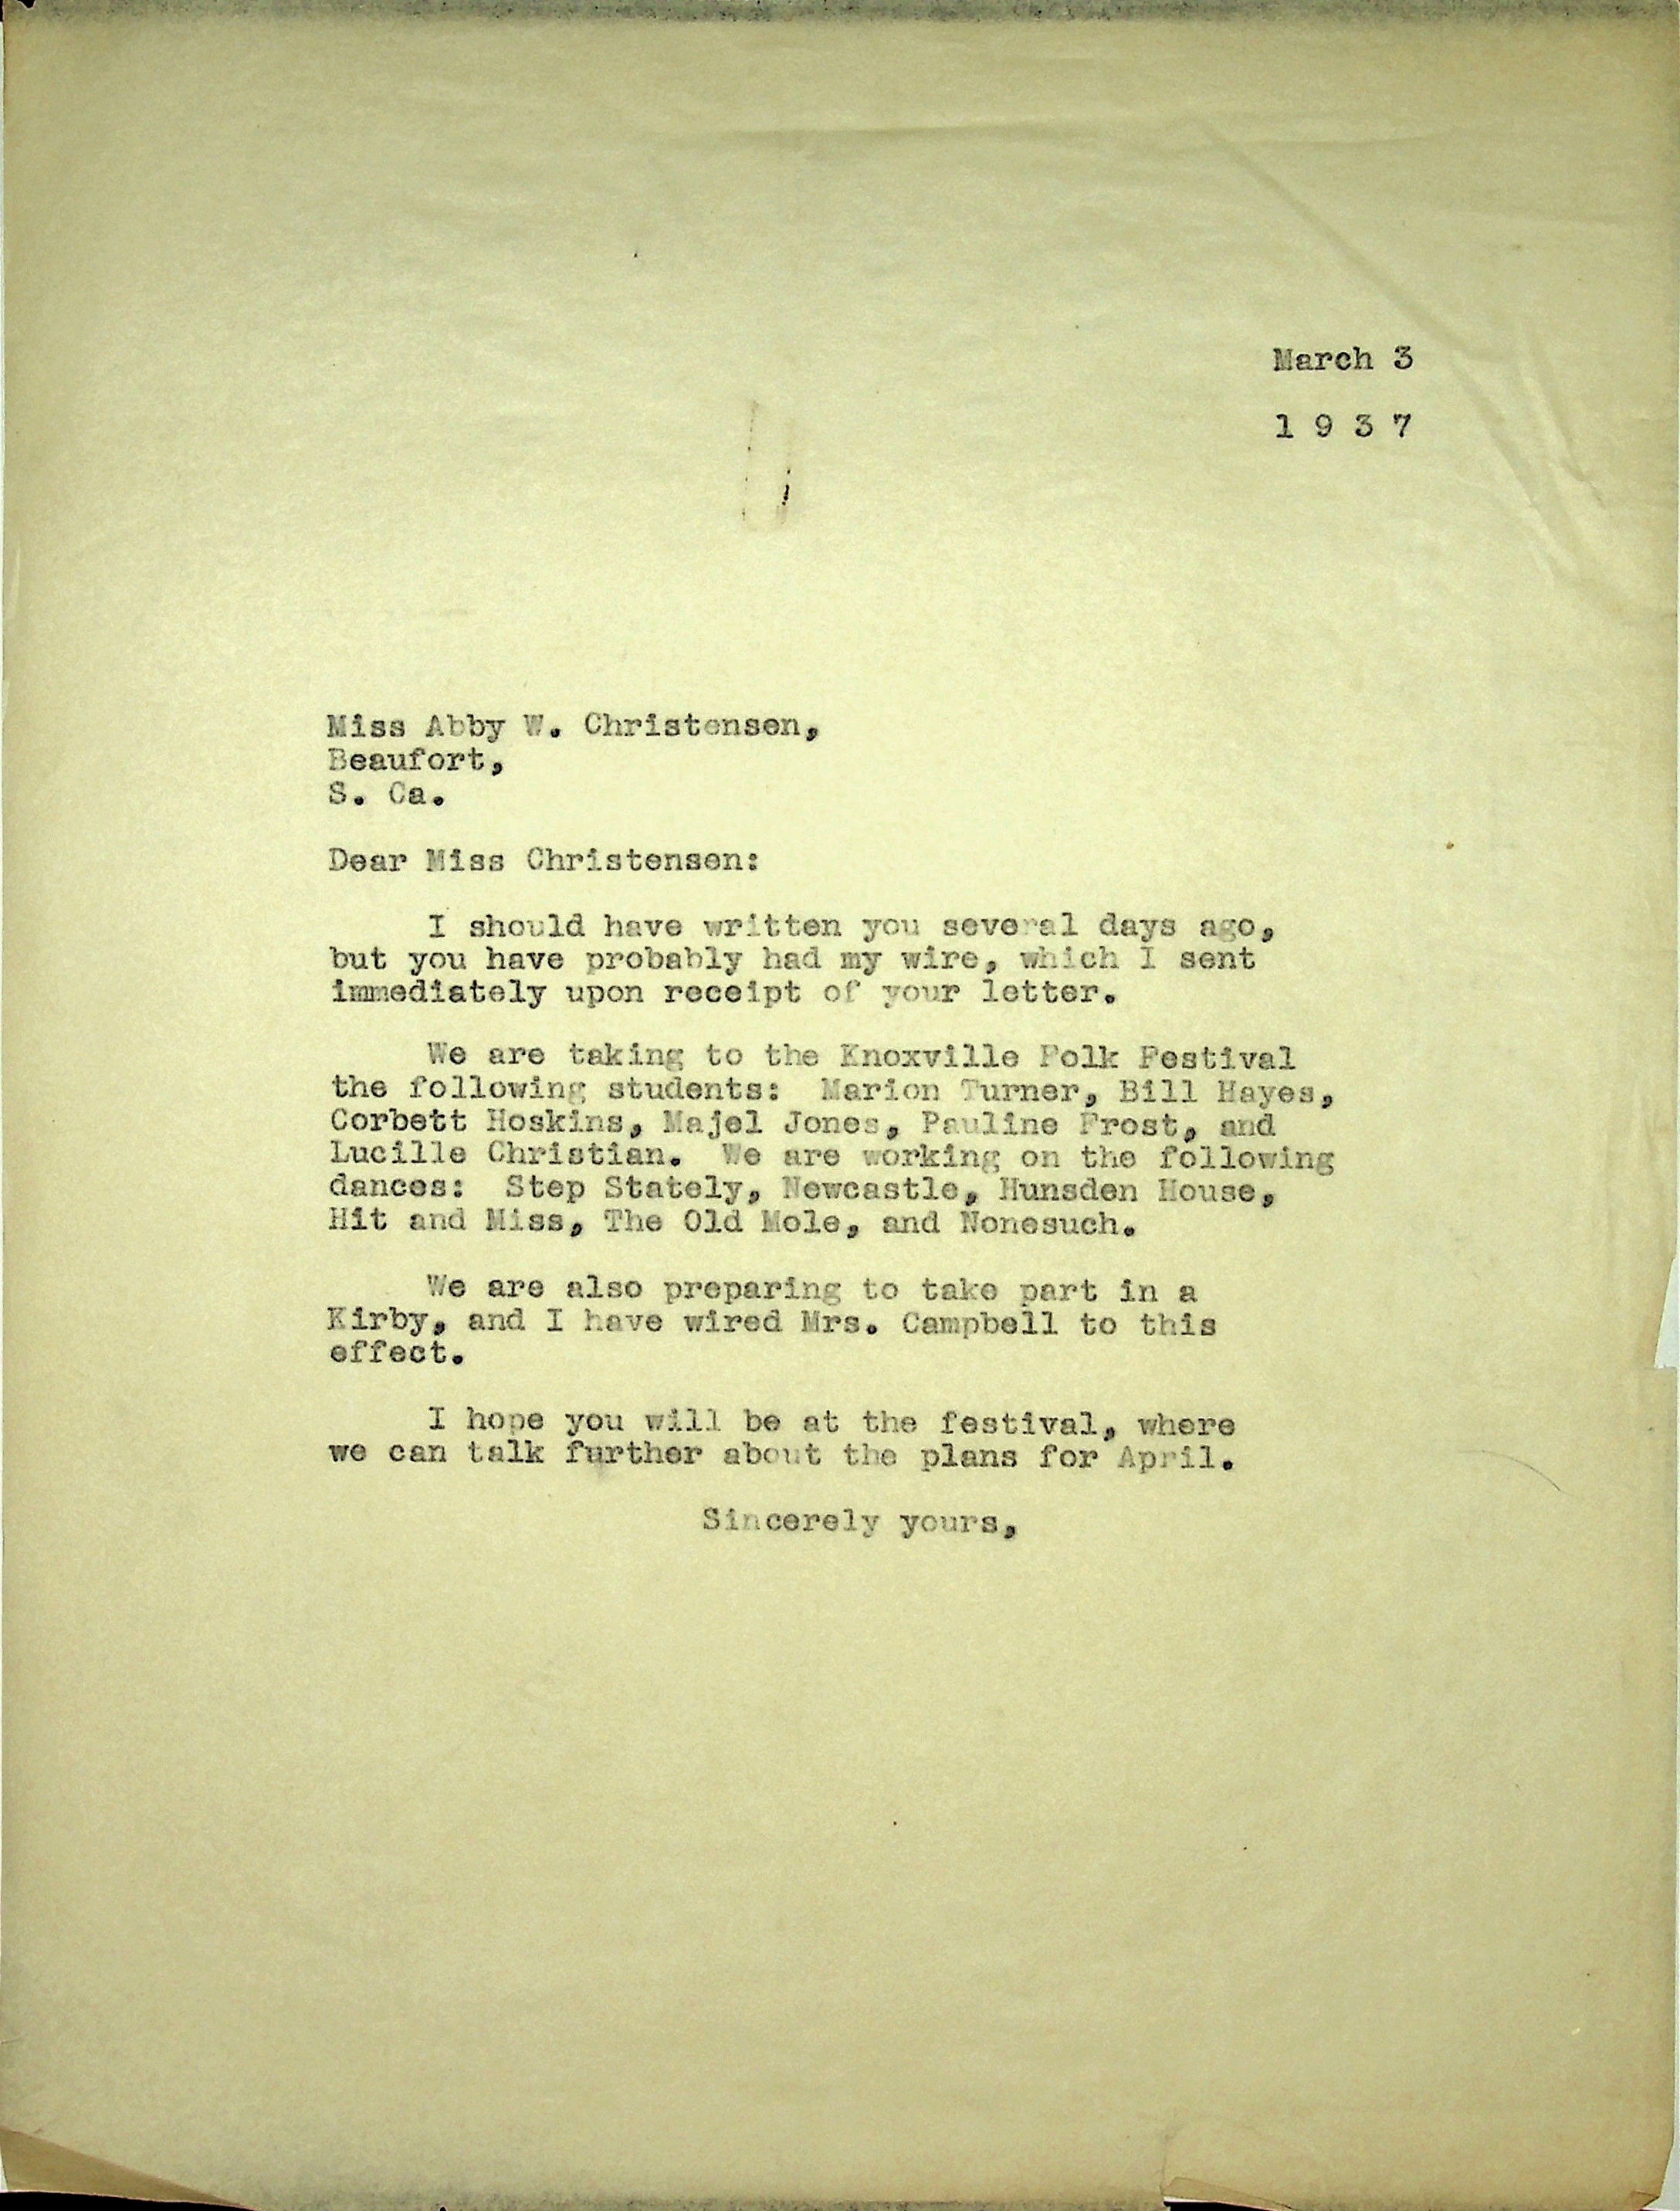 March 3
1 9 3 7
Miss Abby W. Christensen,
Beaufort,
S. Ca.
Dear Miss Christensen:
I should have written you several days ago,
but you have probably had my wire, which I sent
immediately upon receipt of your letter.
We are taking to the Knoxville Folk Festival
the following students: Marion Turner, Bill Hayes,
Corbett Hoskins, Majel Jones, Pauline Frost, and
Lucille Christian. We are working on the following
dances: Step Stately, Newcastle, Hunsden House,
Hit and Miss, The Old Mole, and Nonesuch.
We are also preparing to take part in a
Kirby, and I have wired Mrs. Campbell to this
effect.
I hope you will be at the festival, where
we can talk further about the plans for April.
Sincerely yours,